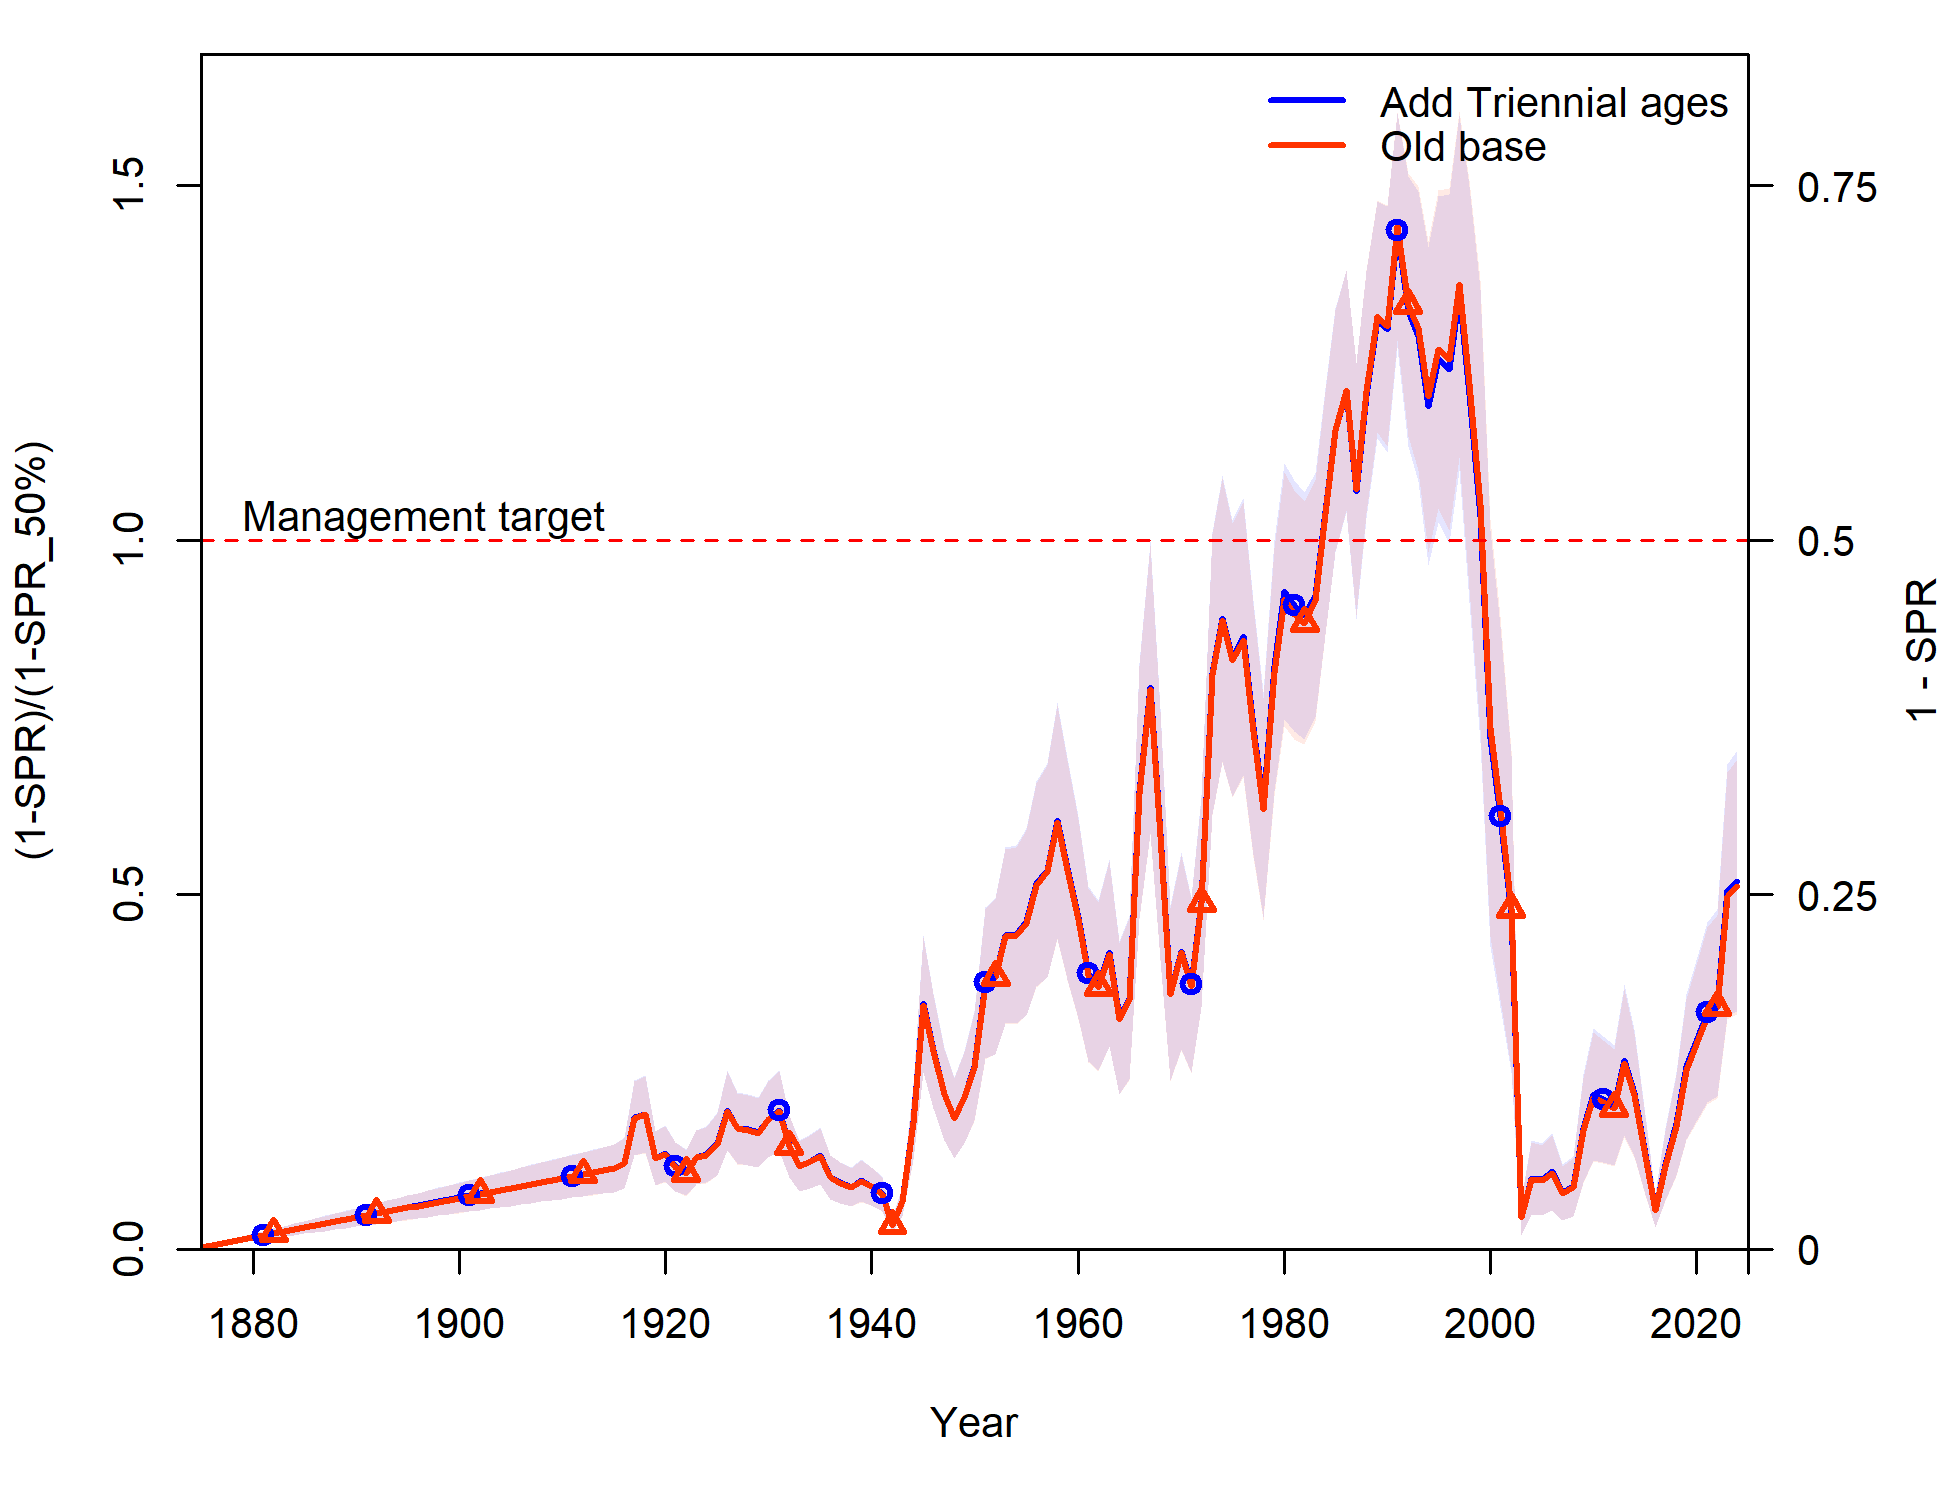 Add Triennial ages
Old base
Management target
(1-SPR)/(1-SPR_50%)
0.0
0.5
1.0
1.5
1 - SPR
0
0.25
0.5
0.75
1880
1900
1920
1940
1960
1980
2000
2020
Year